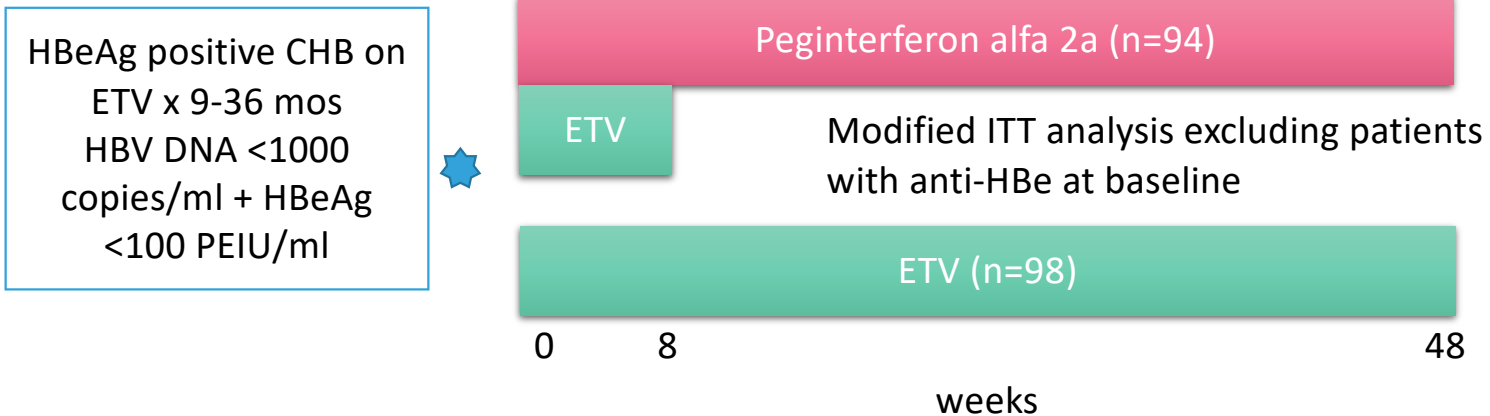 HBeAg positive CHB on
ETV x 9-36 mos
HBV DNA <1000
copies/ml + HBeAg
<100 PEIU/ml
Peginterferon alfa 2a (n=94)
ETV
Modified ITT analysis excluding patients
with anti-HBe at baseline
ETV (n=98)
0 8 48
weeks